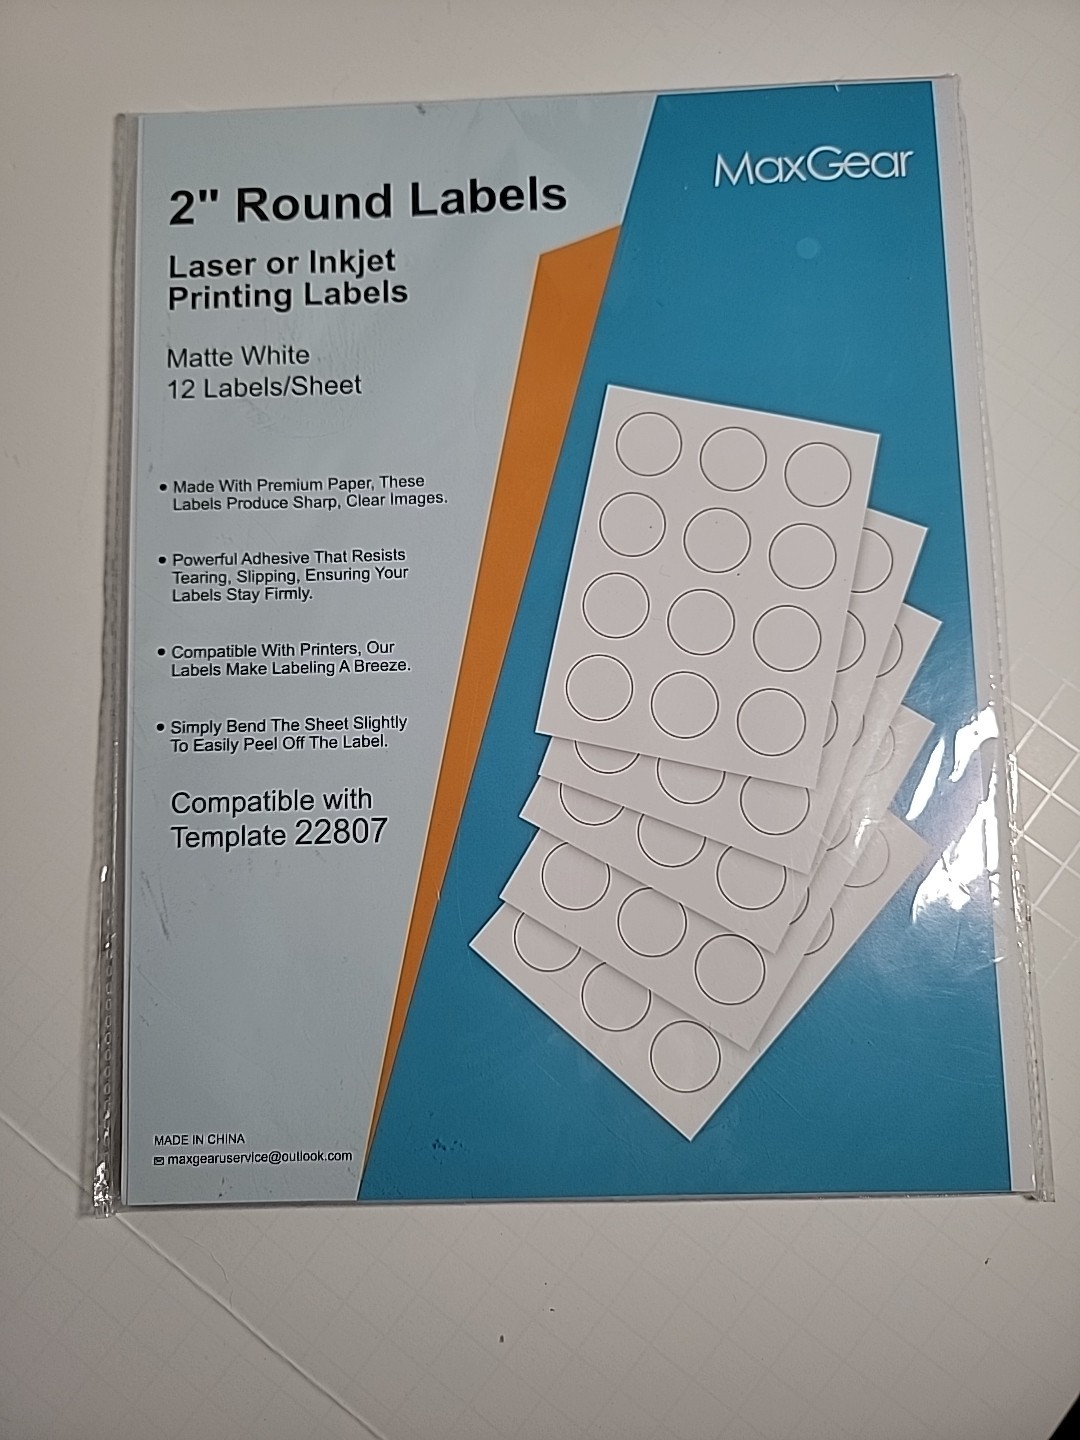 MaxGear
2" Round Labels
Laser or Inkjet
Printing Labels
Matte White
12 Labels/Sheet
• Made With Premium Paper, These
Labels Produce Sharp, Clear Images.
• Powerful Adhesive That Resists
Tearing, Slipping, Ensuring Your
Labels Stay Firmly.
• Compatible With Printers, Our
Labels Make Labeling A Breeze.
• Simply Bend The Sheet Slightly
To Easily Peel Off The Label.
Compatible with
Template 22807
MADE IN CHINA
maxgearuservice@outlook.com